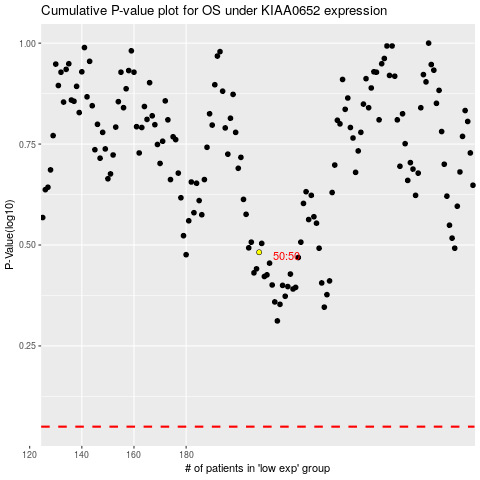 Cumulative P-value plot for OS under KIAA0652 expression
P-Value(log10)
1.00
0.75
0.50
0.25
50:50
120 140 160 180
# of patients in 'low exp' group